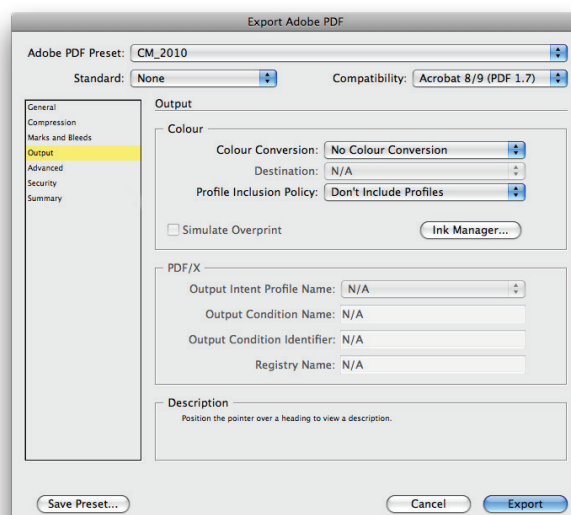 Export Adobe PDF
Adobe PDF Preset: CM_2010
Standard: None Compatibility: Acrobat 8/9 (PDF 1.7)
General
Compression
Marks and Bleeds
Output
Advanced
Security
Summary
Output
Colour
Colour Conversion: No Colour Conversion
Destination: N/A
Profile Inclusion Policy: Don't Include Profiles
Simulate Overprint Ink Manager...
PDF/X
Output Intent Profile Name: N/A
Output Condition Name: N/A
Output Condition Identifier: N/A
Registry Name: N/A
Description
Position the pointer over a heading to view a description.
Save Preset... Cancel Export